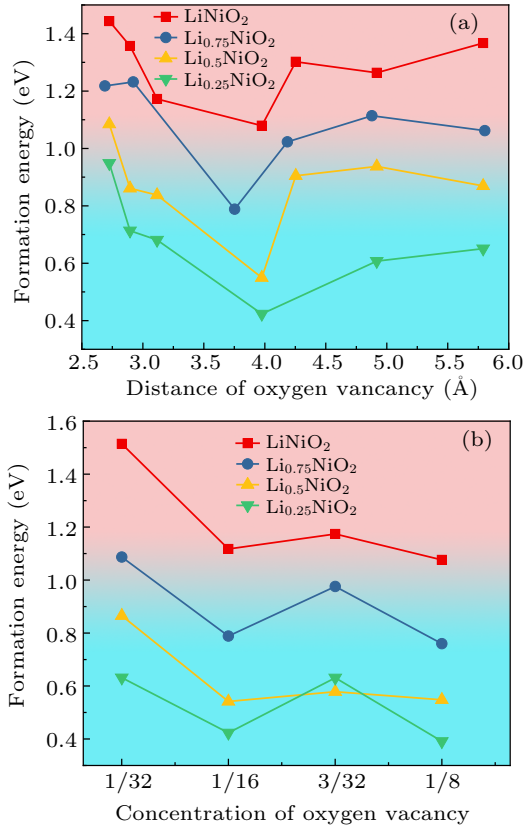 (a)
LiNiO2
Li0.75NiO2
Li0.5NiO2
Li0.25NiO2
Formation energy (eV)
1.4
1.2
1.0
0.8
0.6
0.4
2.5 3.0 3.5 4.0 4.5 5.0 5.5 6.0
Distance of oxygen vancancy (Å)
(b)
LiNiO2
Li0.75NiO2
Li0.5NiO2
Li0.25NiO2
Formation energy (eV)
1.6
1.4
1.2
1.0
0.8
0.6
0.4
1/32 1/16 3/32 1/8
Concentration of oxygen vacancy